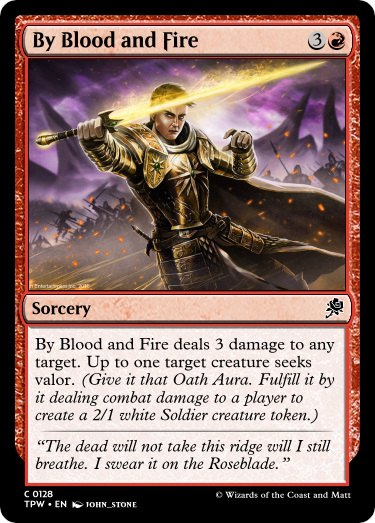 By Blood and Fire 3
Sorcery
By Blood and Fire deals 3 damage to any
target. Up to one target creature seeks
valor. (Give it that Oath Aura. Fulfill it by
it dealing combat damage to a player to
create a 2/1 white Soldier creature token.)
“The dead will not take this ridge will I still
breathe. I swear it on the Roseblade.”
C 0128
TPW • EN JOHN_STONE
© Wizards of the Coast and Matt